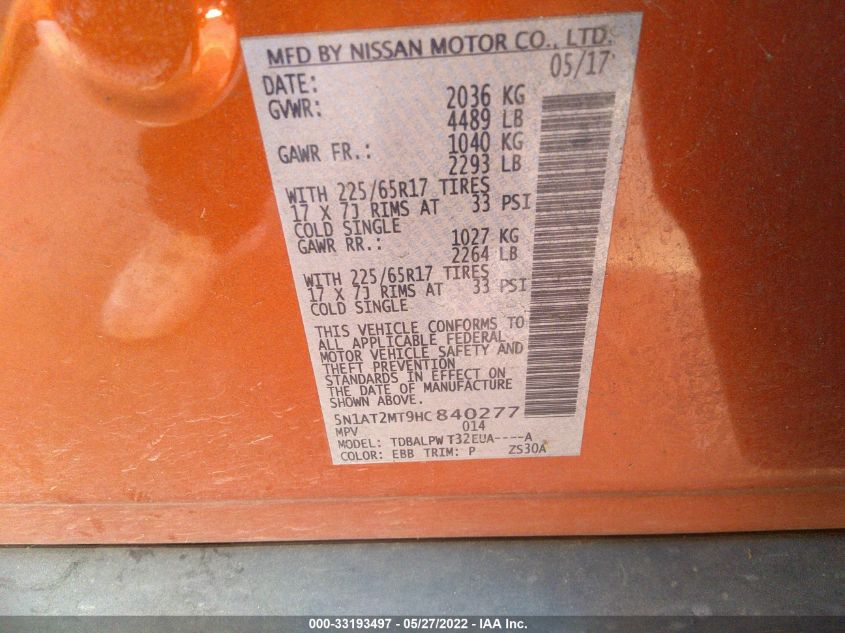 MFD BY NISSAN MOTOR CO., LTD.
DATE: 05/17
GVWR: 2036 KG
4489 LB
GAWR FR.: 1040 KG
2293 LB
WITH 225/65R17 TIRES
17 X 7J RIMS AT 33 PSI
COLD SINGLE
GAWR RR.: 1027 KG
2264 LB
WITH 225/65R17 TIRES
17 X 7J RIMS AT 33 PSI
COLD SINGLE
THIS VEHICLE CONFORMS TO
ALL APPLICABLE FEDERAL
MOTOR VEHICLE SAFETY AND
THEFT PREVENTION
STANDARDS IN EFFECT ON
THE DATE OF MANUFACTURE
SHOWN ABOVE.
5N1AT2MT9HC840277
MPV 014
MODEL: TDBALPW T32EUA----A
COLOR: EBB TRIM: P ZS30A
000-33193497 - 05/27/2022 - IAA Inc.